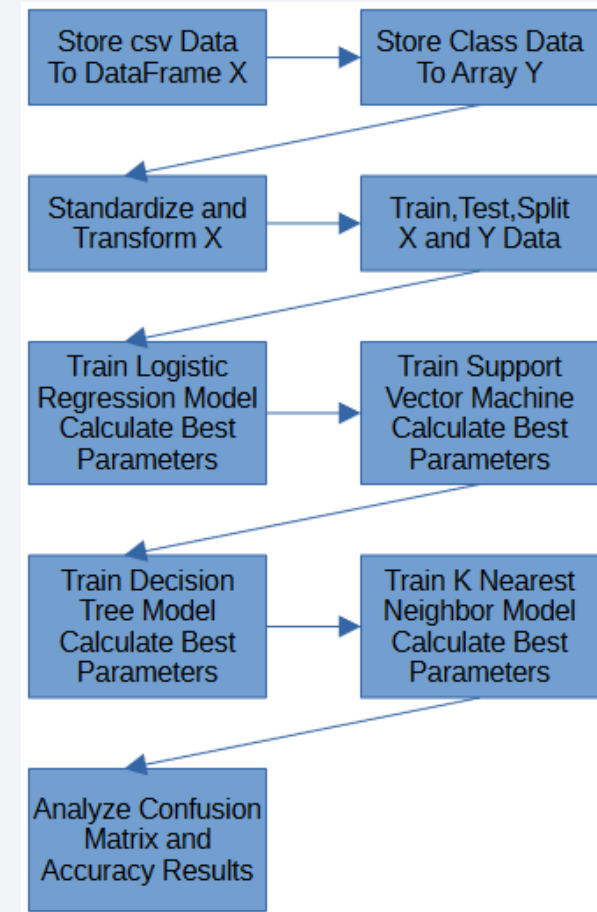 Store csv Data
To DataFrame X
Store Class Data
To Array Y
Standardize and
Transform X
Train,Test,Split
X and Y Data
Train Logistic
Regression Model
Calculate Best
Parameters
Train Support
Vector Machine
Calculate Best
Parameters
Train Decision
Tree Model
Calculate Best
Parameters
Train K Nearest
Neighbor Model
Calculate Best
Parameters
Analyze Confusion
Matrix and
Accuracy Results